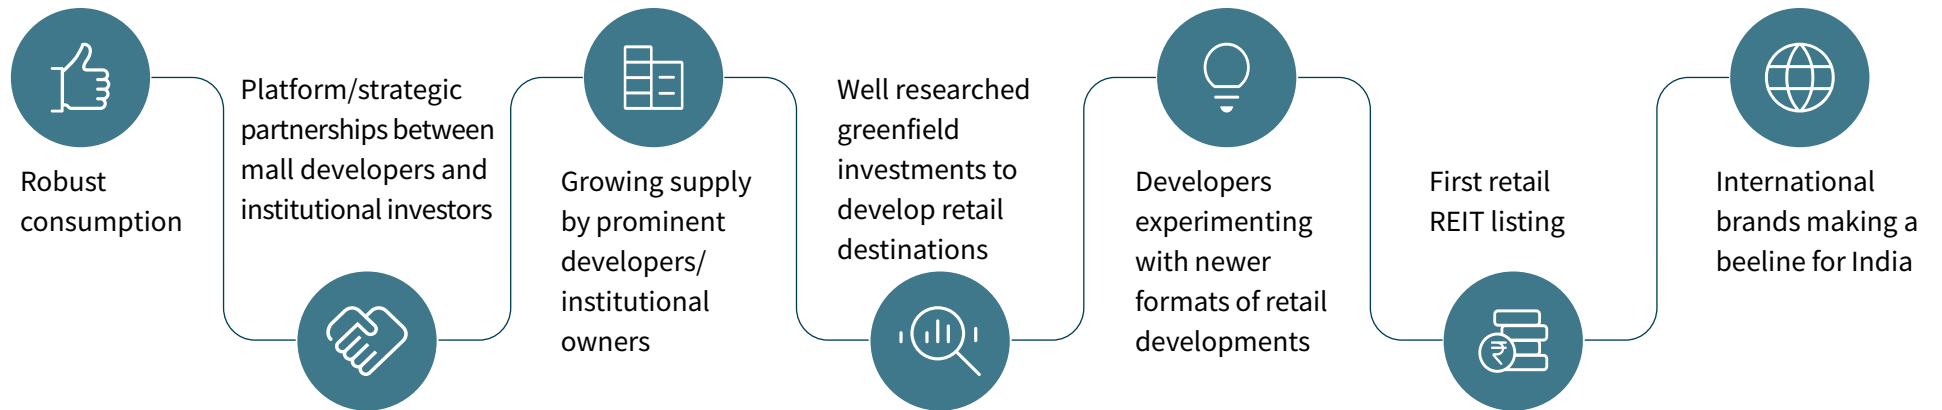 Robust
consumption
Platform/strategic
partnerships between
mall developers and
institutional investors
Growing supply
by prominent
developers/
institutional
owners
Well researched
greenfield
investments to
develop retail
destinations
Developers
experimenting
with newer
formats of retail
developments
First retail
REIT listing
₹
International
brands making a
beeline for India